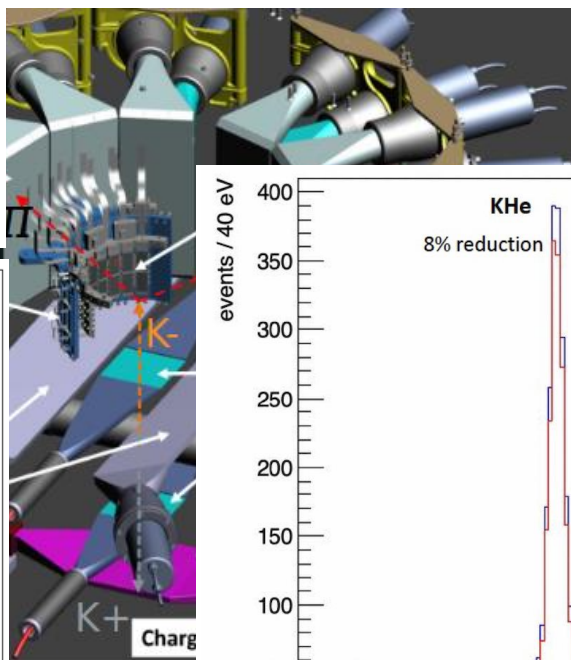 π
K-
K+
Charg
events / 40 eV
400
350
300
250
200
150
100
KHe
8% reduction